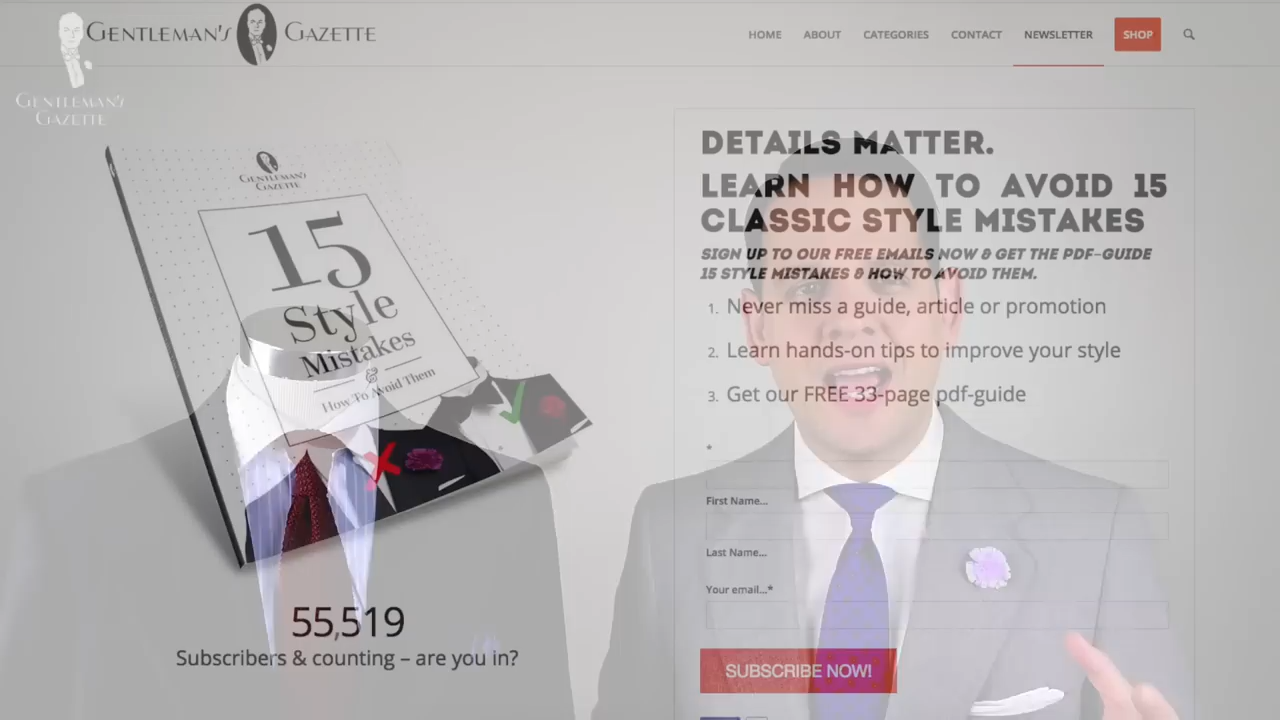 GENTLEMAN'S GAZETTE
HOME ABOUT CATEGORIES CONTACT NEWSLETTER SHOP
GENTLEMAN'S
GAZETTE
GENTLEMAN'S
GAZETTE
15
Style
Mistakes
&
How To Avoid Them
55,519
Subscribers & counting – are you in?
DETAILS MATTER.
LEARN HOW TO AVOID 15
CLASSIC STYLE MISTAKES
SIGN UP TO OUR FREE EMAILS NOW & GET THE PDF-GUIDE
15 STYLE MISTAKES & HOW TO AVOID THEM.
1. Never miss a guide, article or promotion
2. Learn hands-on tips to improve your style
3. Get our FREE 33-page pdf-guide
*
First Name...
Last Name...
Your email...*
SUBSCRIBE NOW!